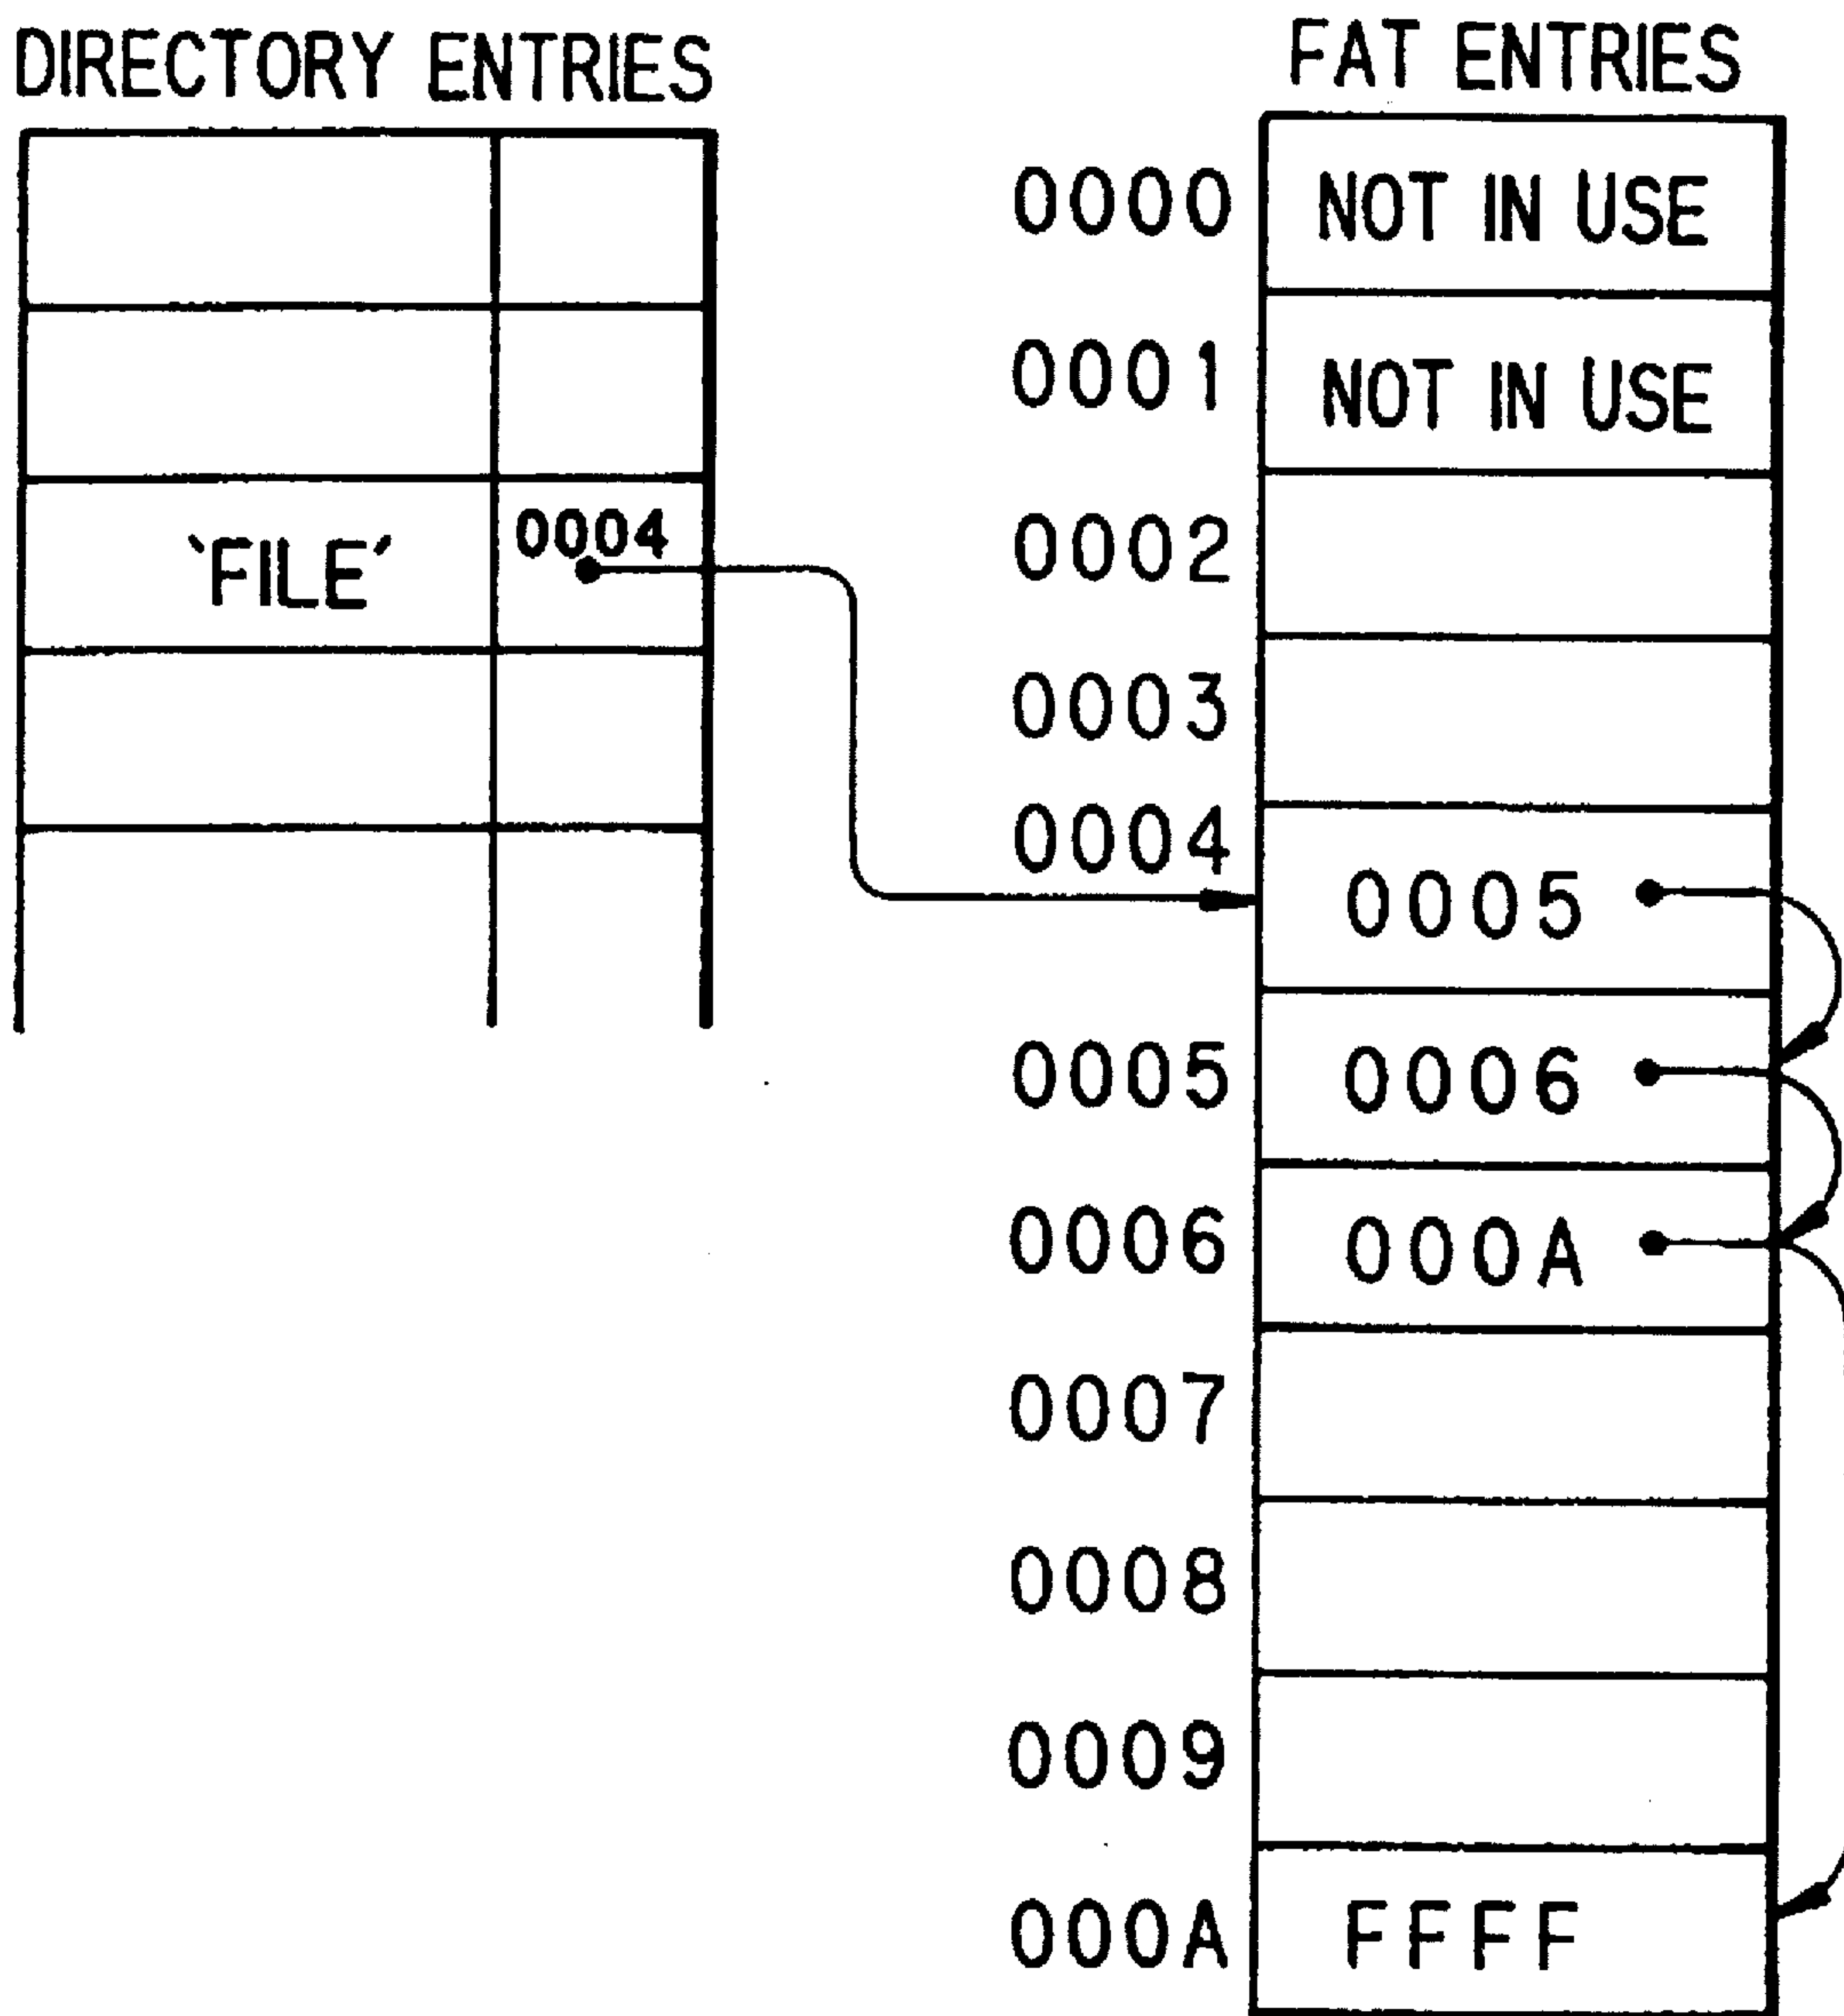 DIRECTORY ENTRIES
`FILE´ 0004
FAT ENTRIES
0000 NOT IN USE
0001 NOT IN USE
0002
0003
0004 0005
0005 0006
0006 000A
0007
0008
0009
000A FFFF